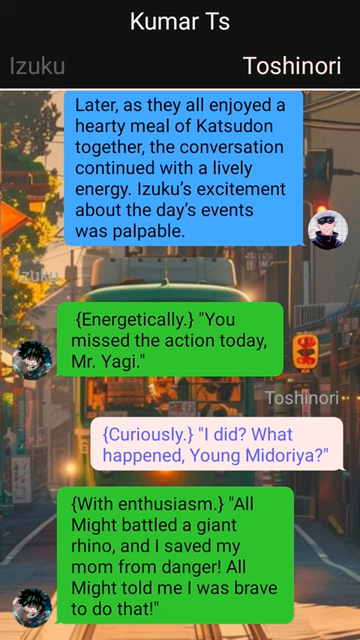 Kumar Ts
Izuku
Toshinori
Later, as they all enjoyed a
hearty meal of Katsudon
together, the conversation
continued with a lively
energy. Izuku’s excitement
about the day’s events
was palpable.
Izuku
{Energetically.} "You
missed the action today,
Mr. Yagi."
Toshinori
{Curiously.} "I did? What
happened, Young Midoriya?"
{With enthusiasm.} "All
Might battled a giant
rhino, and I saved my
mom from danger! All
Might told me I was brave
to do that!"